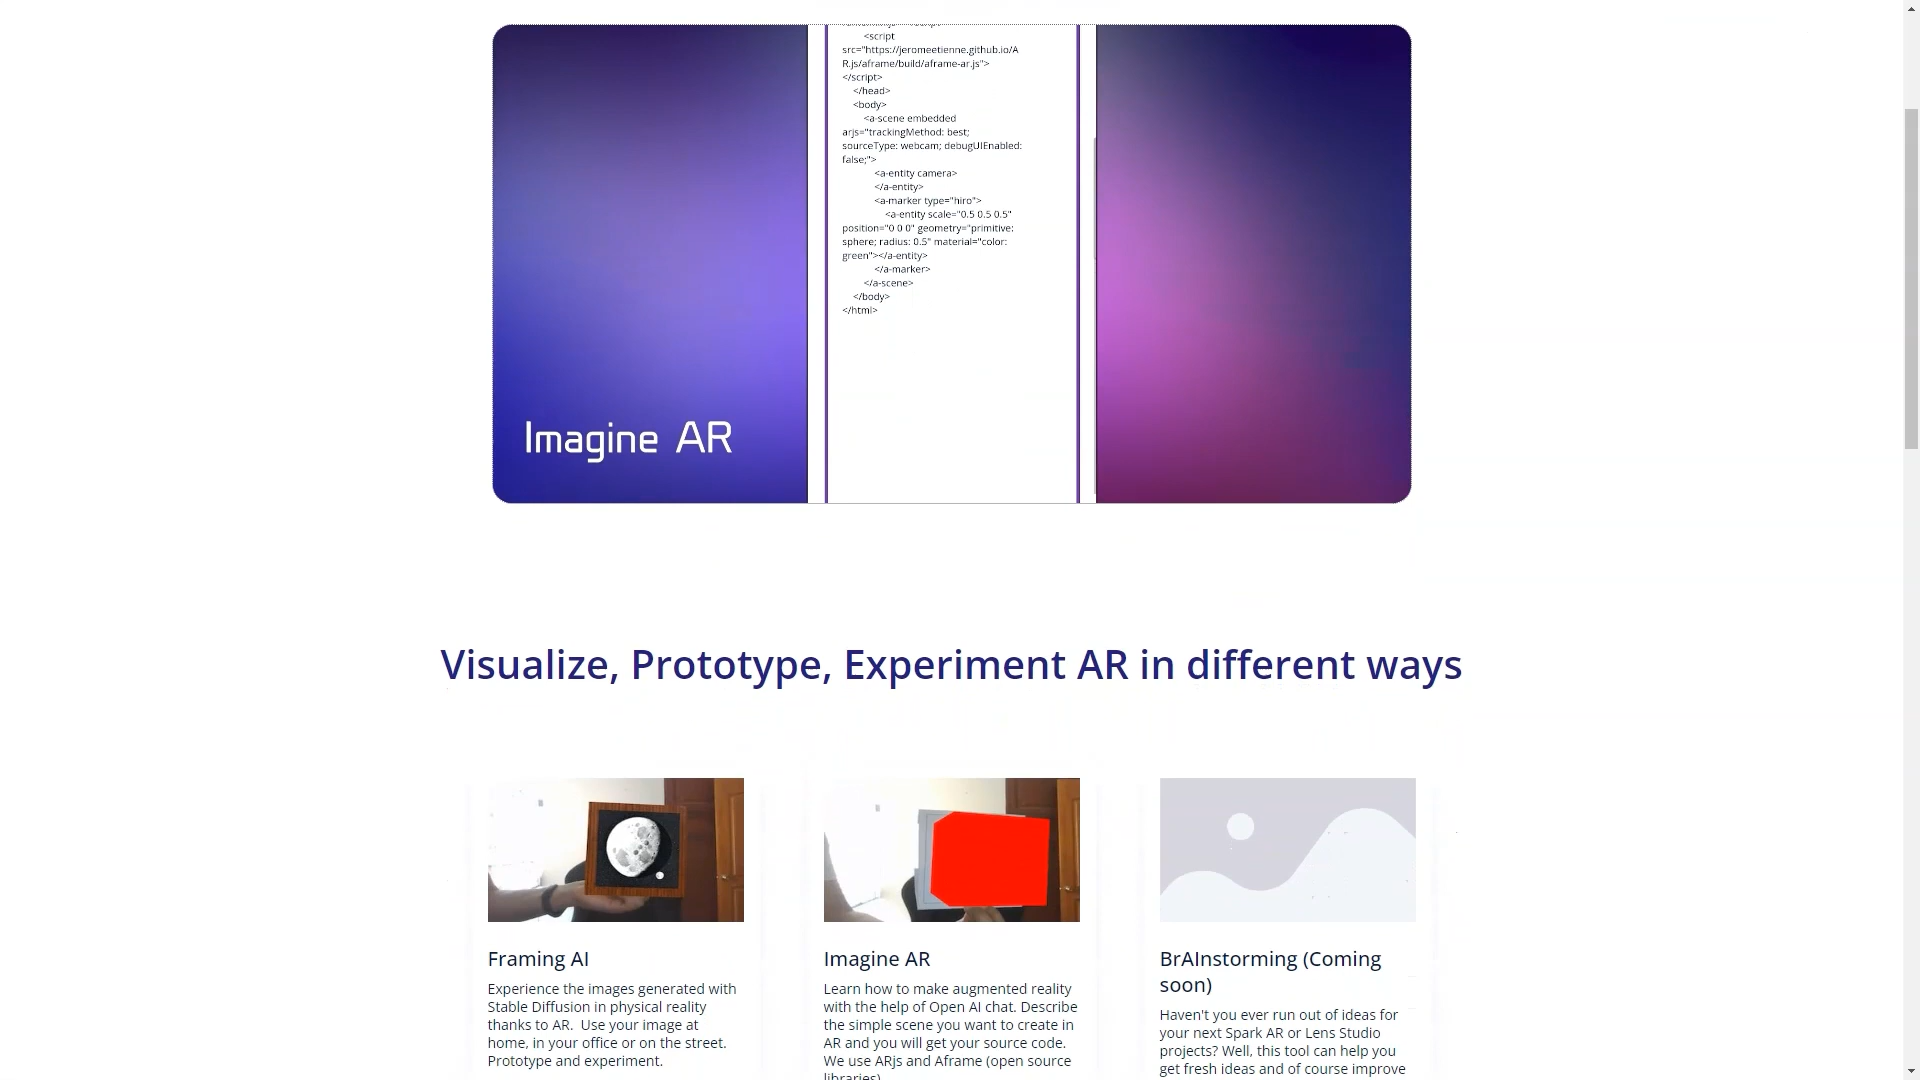 <script
src="https://jeromeetienne.github.io/A
R.js/aframe/build/aframe-ar.js">
</script>
</head>
<body>
<a-scene embedded
arjs="trackingMethod: best;
sourceType: webcam; debugUIEnabled:
false;">
<a-entity camera>
</a-entity>
<a-marker type="hiro">
<a-entity scale="0.5 0.5 0.5"
position="0 0 0" geometry="primitive:
sphere; radius: 0.5" material="color:
green"></a-entity>
</a-marker>
</a-scene>
</body>
</html>
Imagine AR
Visualize, Prototype, Experiment AR in different ways
Framing AI
Experience the images generated with
Stable Diffusion in physical reality
thanks to AR.  Use your image at
home, in your office or on the street.
Prototype and experiment.
Imagine AR
Learn how to make augmented reality
with the help of Open AI chat. Describe
the simple scene you want to create in
AR and you will get your source code.
We use ARjs and Aframe (open source
libraries)
BrAInstorming (Coming
soon)
Haven't you ever run out of ideas for
your next Spark AR or Lens Studio
projects? Well, this tool can help you
get fresh ideas and of course improve